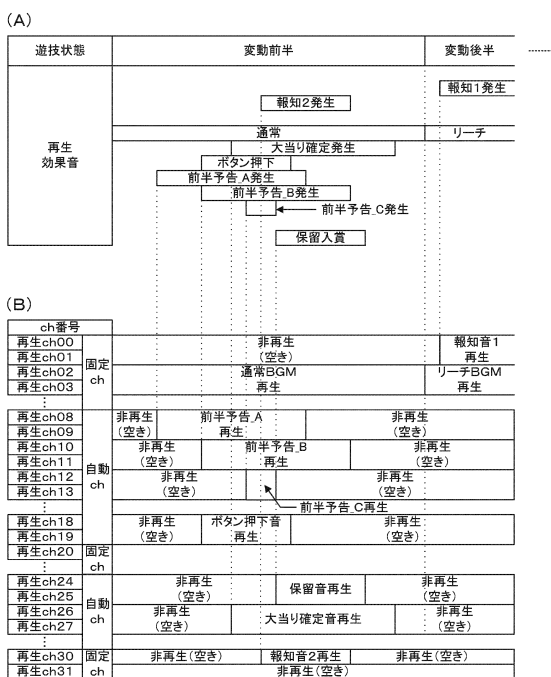 (A)
遊技状態
変動前半
変動後半
報知1発生
報知2発生
通常
リーチ
再生
効果音
大当り確定発生
ボタン押下
前半予告_A発生
前半予告_B発生
前半予告_C発生
保留入賞
(B)
ch番号
再生ch00
再生ch01
再生ch02
再生ch03
固定
ch
非再生
(空き)
報知音1
再生
通常BGM
再生
リーチBGM
再生
再生ch08
再生ch09
再生ch10
再生ch11
再生ch12
再生ch13
自動
ch
非再生
(空き)
前半予告_A
再生
非再生
(空き)
非再生
(空き)
前半予告_B
再生
非再生
(空き)
非再生
(空き)
非再生
(空き)
前半予告_C再生
再生ch18
再生ch19
非再生
(空き)
ボタン押下音
再生
非再生
(空き)
再生ch20
固定
ch
再生ch24
再生ch25
再生ch26
再生ch27
自動
ch
非再生
(空き)
保留音再生
非再生
(空き)
非再生
(空き)
大当り確定音再生
非再生
(空き)
再生ch30
再生ch31
固定
ch
非再生(空き)
報知音2再生
非再生(空き)
非再生(空き)